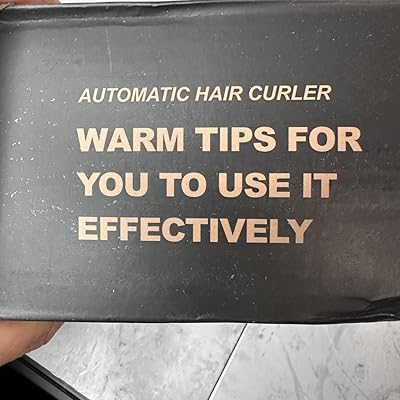 AUTOMATIC HAIR CURLER
WARM TIPS FOR
YOU TO USE IT
EFFECTIVELY